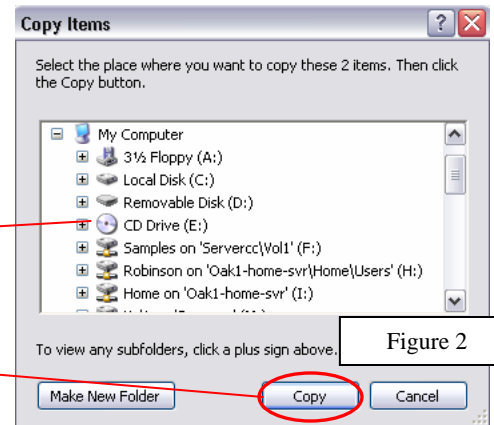 Copy Items
Select the place where you want to copy these 2 items. Then click
the Copy button.
My Computer
3½ Floppy (A:)
Local Disk (C:)
Removable Disk (D:)
CD Drive (E:)
Samples on 'Servercc\Vol1' (F:)
Robinson on 'Oak1-home-svr\Home\Users' (H:)
Home on 'Oak1-home-svr' (I:)
To view any subfolders, click a plus sign above.
Figure 2
Make New Folder
Copy
Cancel